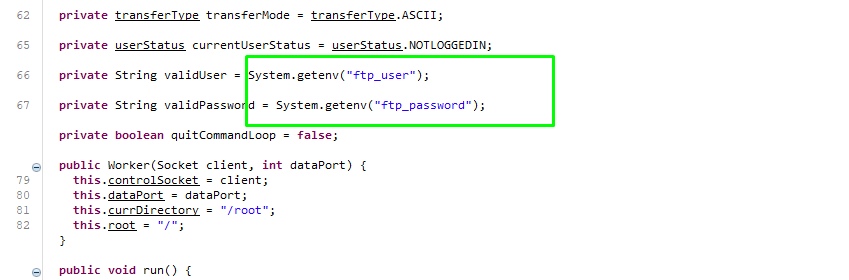 62 private transferType transferMode = transferType.ASCII;
65 private userStatus currentUserStatus = userStatus.NOTLOGGEDIN;
66 private String validUser = System.getenv("ftp_user");
67 private String validPassword = System.getenv("ftp_password");
private boolean quitCommandLoop = false;
public Worker(Socket client, int dataPort) {
79 this.controlSocket = client;
80 this.dataPort = dataPort;
81 this.currDirectory = "/root";
82 this.root = "/";
}
public void run() {